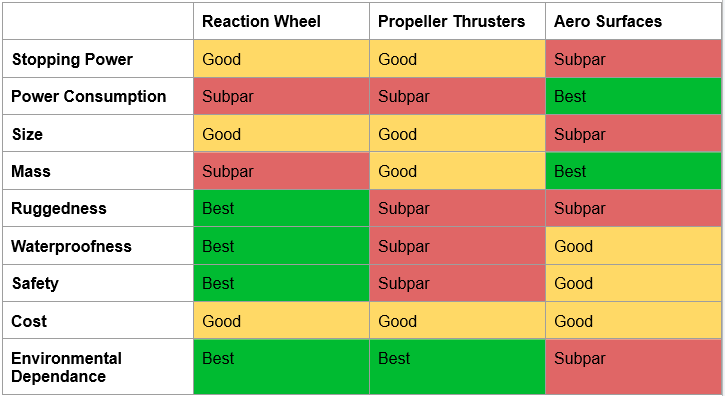 Reaction Wheel Propeller Thrusters Aero Surfaces
Stopping Power Good Good Subpar
Power Consumption Subpar Subpar Best
Size Good Good Subpar
Mass Subpar Good Best
Ruggedness Best Subpar Subpar
Waterproofness Best Subpar Good
Safety Best Subpar Good
Cost Good Good Good
Environmental Best Best Subpar
Dependance